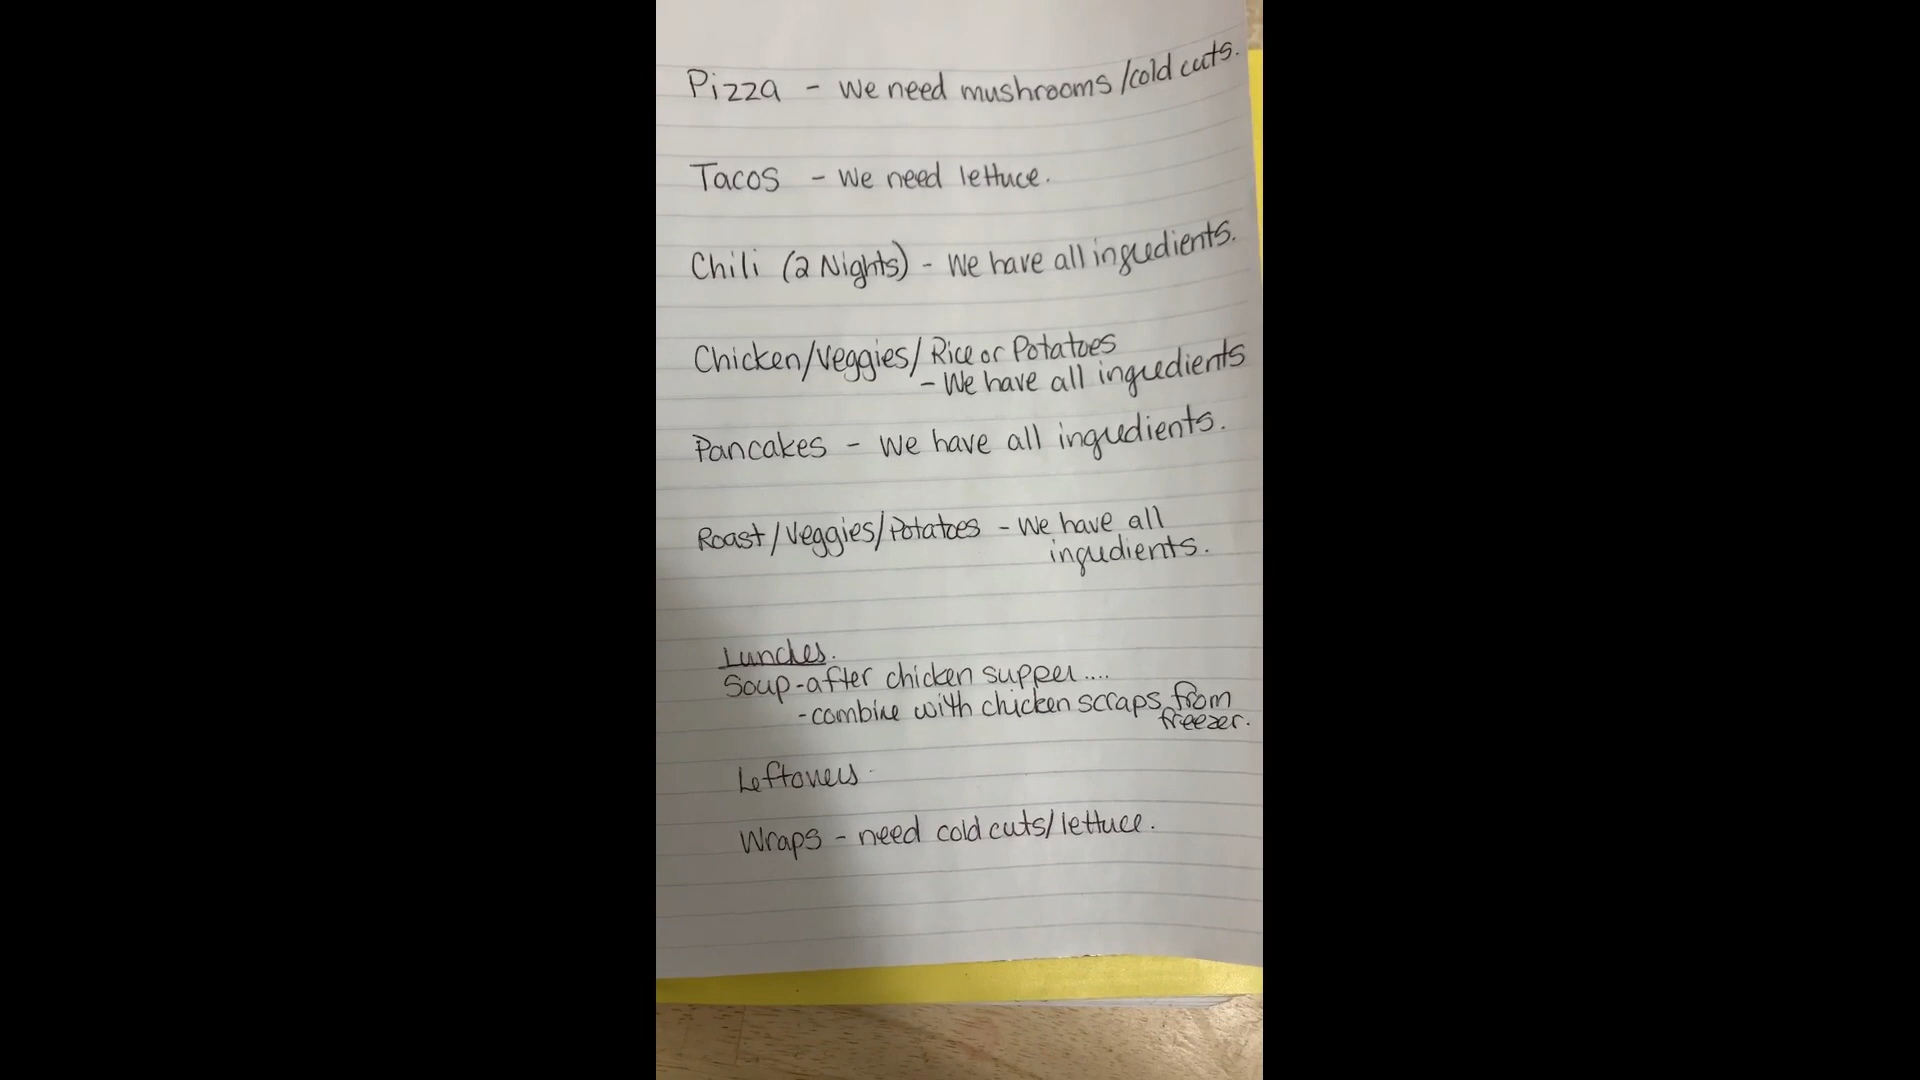 Pizza - We need mushrooms/cold cuts.
Tacos - We need lettuce.
Chili (2 Nights) - We have all ingredients.
Chicken/Veggies/Rice or Potatoes
- We have all ingredients
Pancakes - We have all ingredients.
Roast/Veggies/Potatoes - We have all
ingredients.
Lunches.
Soup - after chicken supper....
- combine with chicken scraps from
freezer.
Leftovers
Wraps - need cold cuts/lettuce.